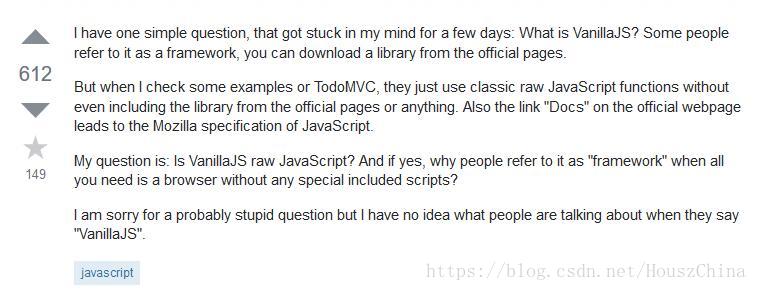 I have one simple question, that got stuck in my mind for a few days: What is VanillaJS? Some people
refer to it as a framework, you can download a library from the official pages.
612
But when I check some examples or TodoMVC, they just use classic raw JavaScript functions without
even including the library from the official pages or anything. Also the link "Docs" on the official webpage
leads to the Mozilla specification of JavaScript.
149
My question is: Is VanillaJS raw JavaScript? And if yes, why people refer to it as "framework" when all
you need is a browser without any special included scripts?
I am sorry for a probably stupid question but I have no idea what people are talking about when they say
"VanillaJS".
javascript
https://blog.csdn.net/HouszChina